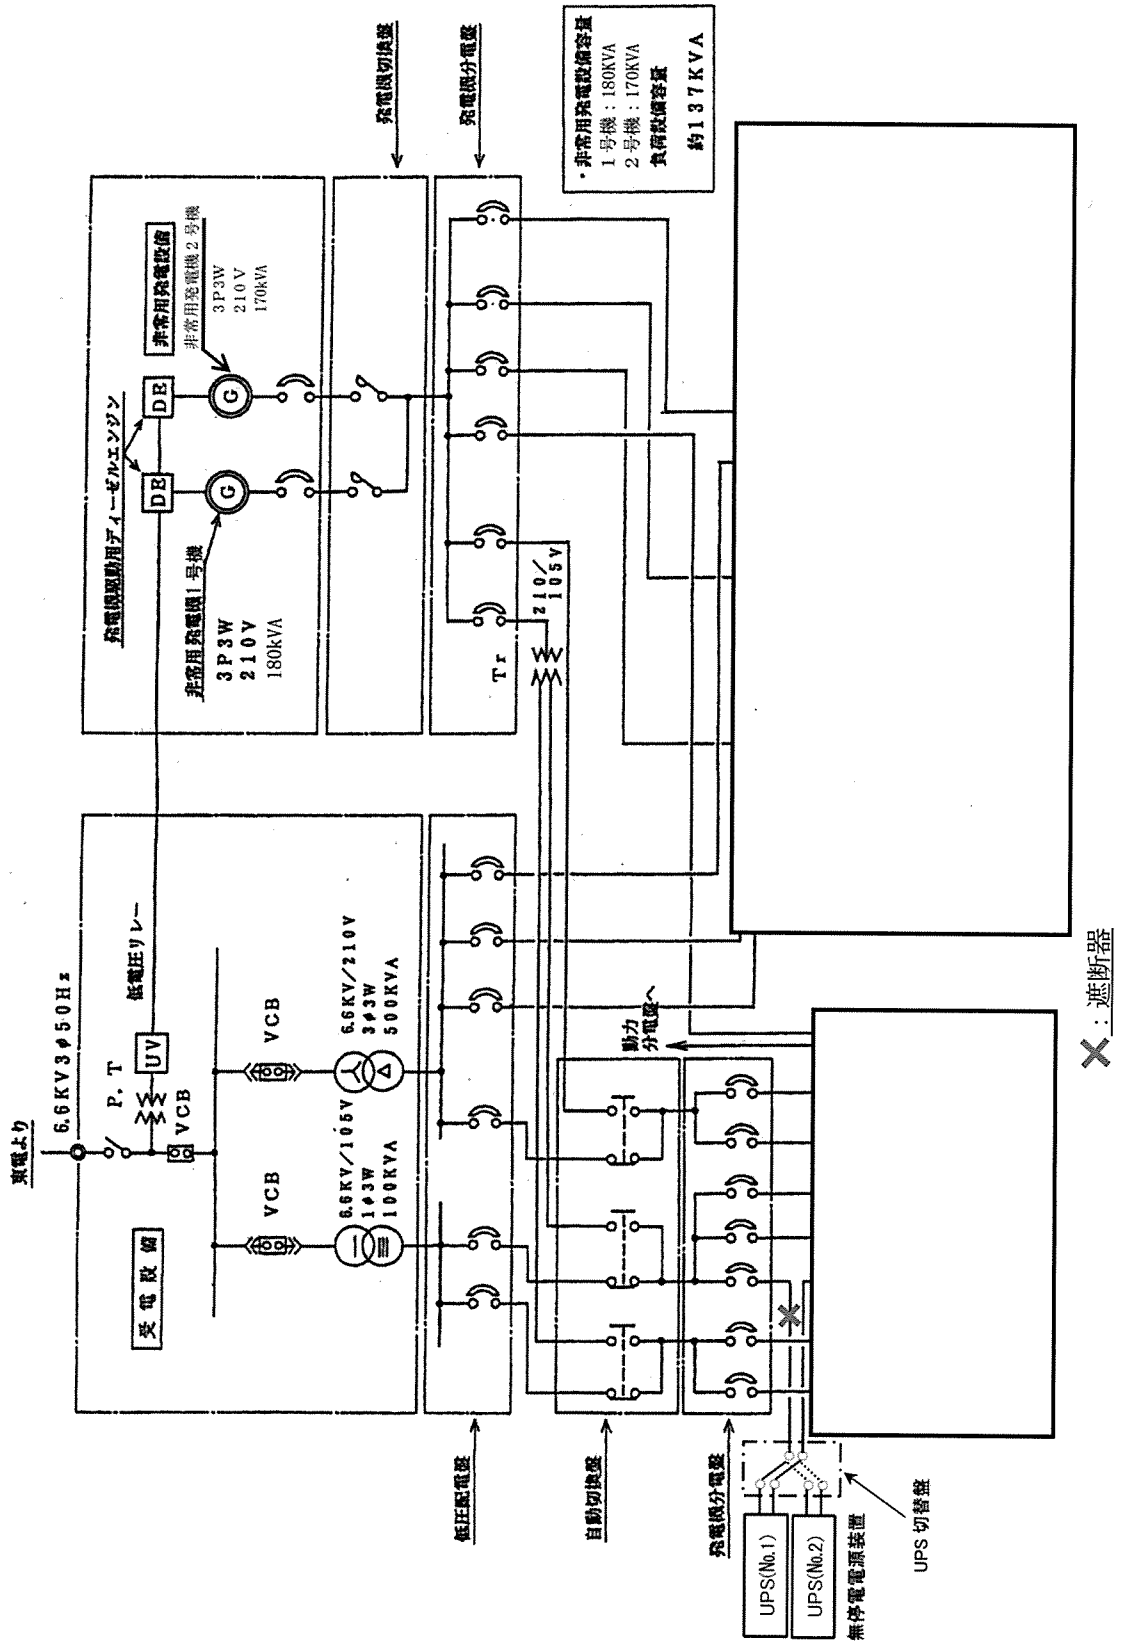 東電より
6.6KV3φ50Hz
P.T
UV
低電圧リレー
VCB
受電設備
VCB
VCB
6.6KV/105V
1φ3W
100KVA
6.6KV/210V
3φ3W
500KVA
発電機駆動用ディーゼルエンジン
DE
DE
G
G
非常用発電設備
非常用発電機1号機
3P3W
210V
180kVA
非常用発電機2号機
3P3W
210V
170kVA
発電機切換盤
発電機分電盤
・非常用発電設備容量
1号機:180KVA
2号機:170KVA
負荷設備容量
約137KVA
Tr
210/
105V
動力
分電盤へ
低圧配電盤
自動切換盤
発電機分電盤
UPS(No.1)
UPS(No.2)
無停電電源装置
UPS切替盤
×:遮断器